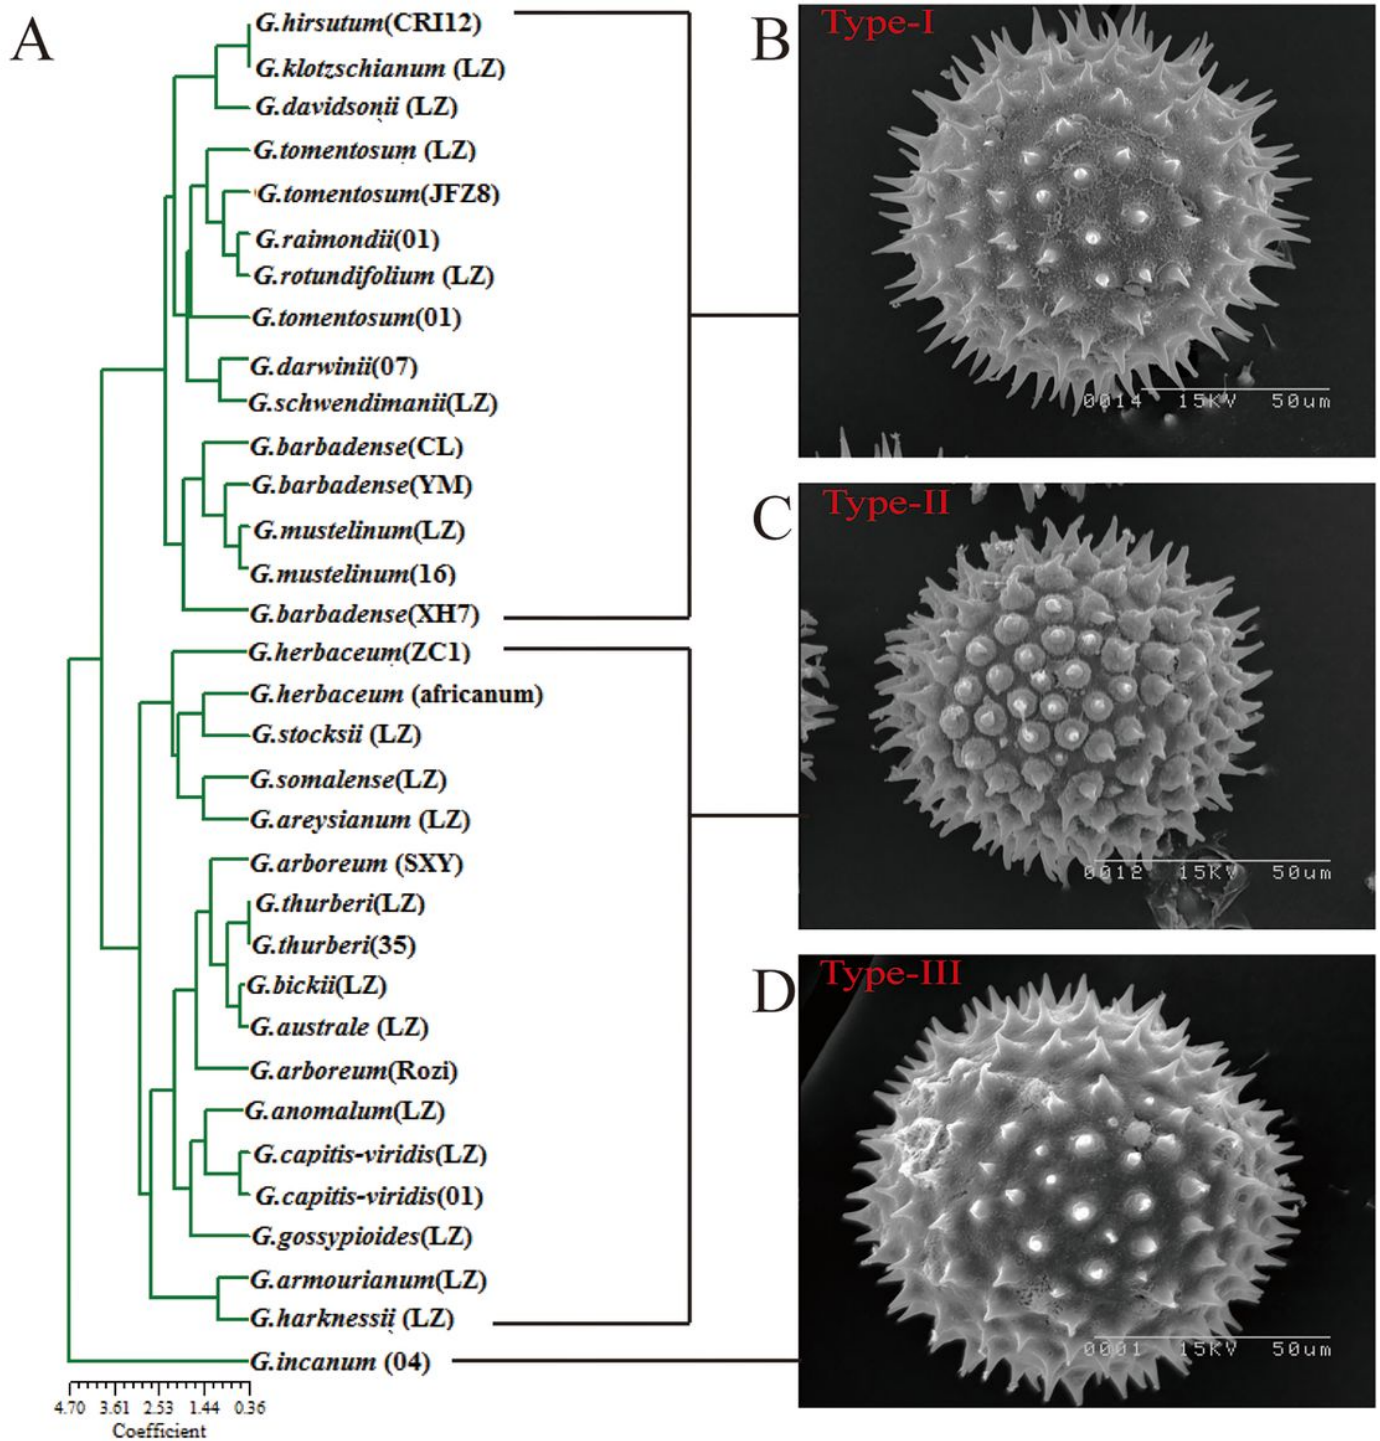 A
G.hirsutum(CRI12)
G.klotzschianum (LZ)
G.davidsonii (LZ)
G.tomentosum (LZ)
G.tomentosum(JFZ8)
G.raimondii(01)
G.rotundifolium (LZ)
G.tomentosum(01)
G.darwinii(07)
G.schwendimanii(LZ)
G.barbadense(CL)
G.barbadense(YM)
G.mustelinum(LZ)
G.mustelinum(16)
G.barbadense(XH7)
G.herbaceum(ZC1)
G.herbaceum (africanum)
G.stocksii (LZ)
G.somalense(LZ)
G.areysianum (LZ)
G.arboreum (SXY)
G.thurberi(LZ)
G.thurberi(35)
G.bickii(LZ)
G.australe (LZ)
G.arboreum(Rozi)
G.anomalum(LZ)
G.capitis-viridis(LZ)
G.capitis-viridis(01)
G.gossypioides(LZ)
G.armourianum(LZ)
G.harknessii (LZ)
G.incanum (04)
4.70 3.61 2.53 1.44 0.36
Coefficient
B
Type-I
0014 15KV 50um
C
Type-II
0012 15KV 50um
D
Type-III
0001 15KV 50um